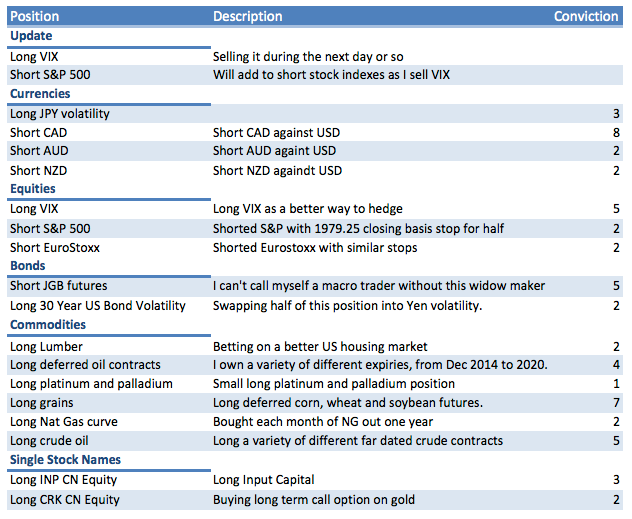 Position Description Conviction
Update
Long VIX Selling it during the next day or so
Short S&P 500 Will add to short stock indexes as I sell VIX
Currencies
Long JPY volatility 3
Short CAD Short CAD against USD 8
Short AUD Short AUD againt USD 2
Short NZD Short NZD againdt USD 2
Equities
Long VIX Long VIX as a better way to hedge 5
Short S&P 500 Shorted S&P with 1979.25 closing basis stop for half 2
Short EuroStoxx Shorted Eurostoxx with similar stops 2
Bonds
Short JGB futures I can't call myself a macro trader without this widow maker 5
Long 30 Year US Bond Volatility Swapping half of this position into Yen volatility. 2
Commodities
Long Lumber Betting on a better US housing market 2
Long deferred oil contracts I own a variety of different expiries, from Dec 2014 to 2020. 4
Long platinum and palladium Small long platinum and palladium position 1
Long grains Long deferred corn, wheat and soybean futures. 7
Long Nat Gas curve Bought each month of NG out one year 2
Long crude oil Long a variety of different far dated crude contracts 5
Single Stock Names
Long INP CN Equity Long Input Capital 3
Long CRK CN Equity Buying long term call option on gold 2